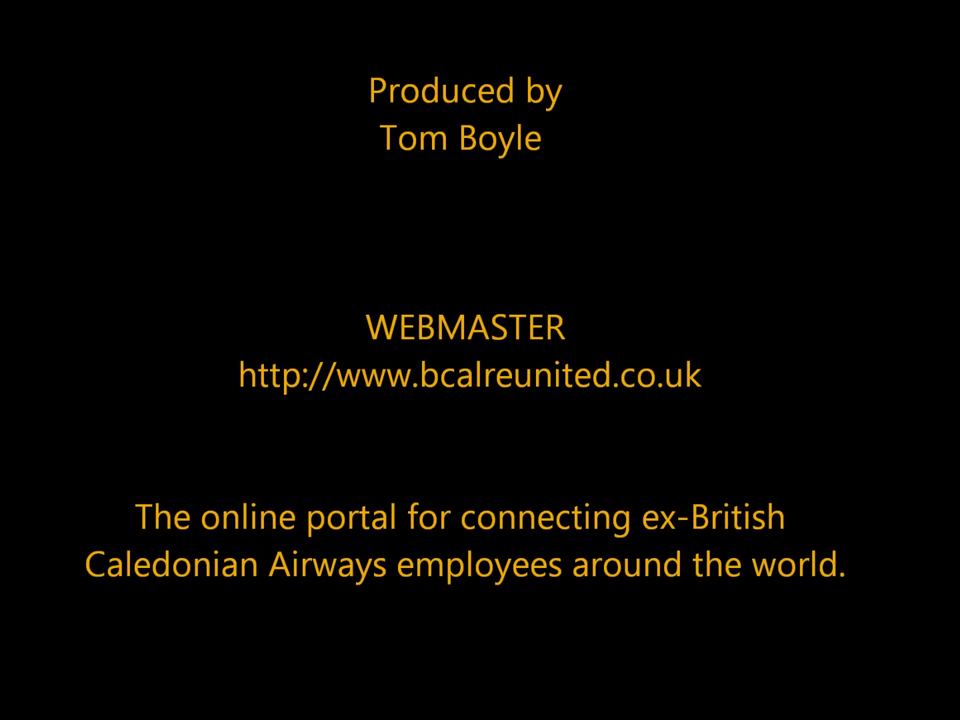 Produced by
Tom Boyle
WEBMASTER
http://www.bcalreunited.co.uk
The online portal for connecting ex-British
Caledonian Airways employees around the world.